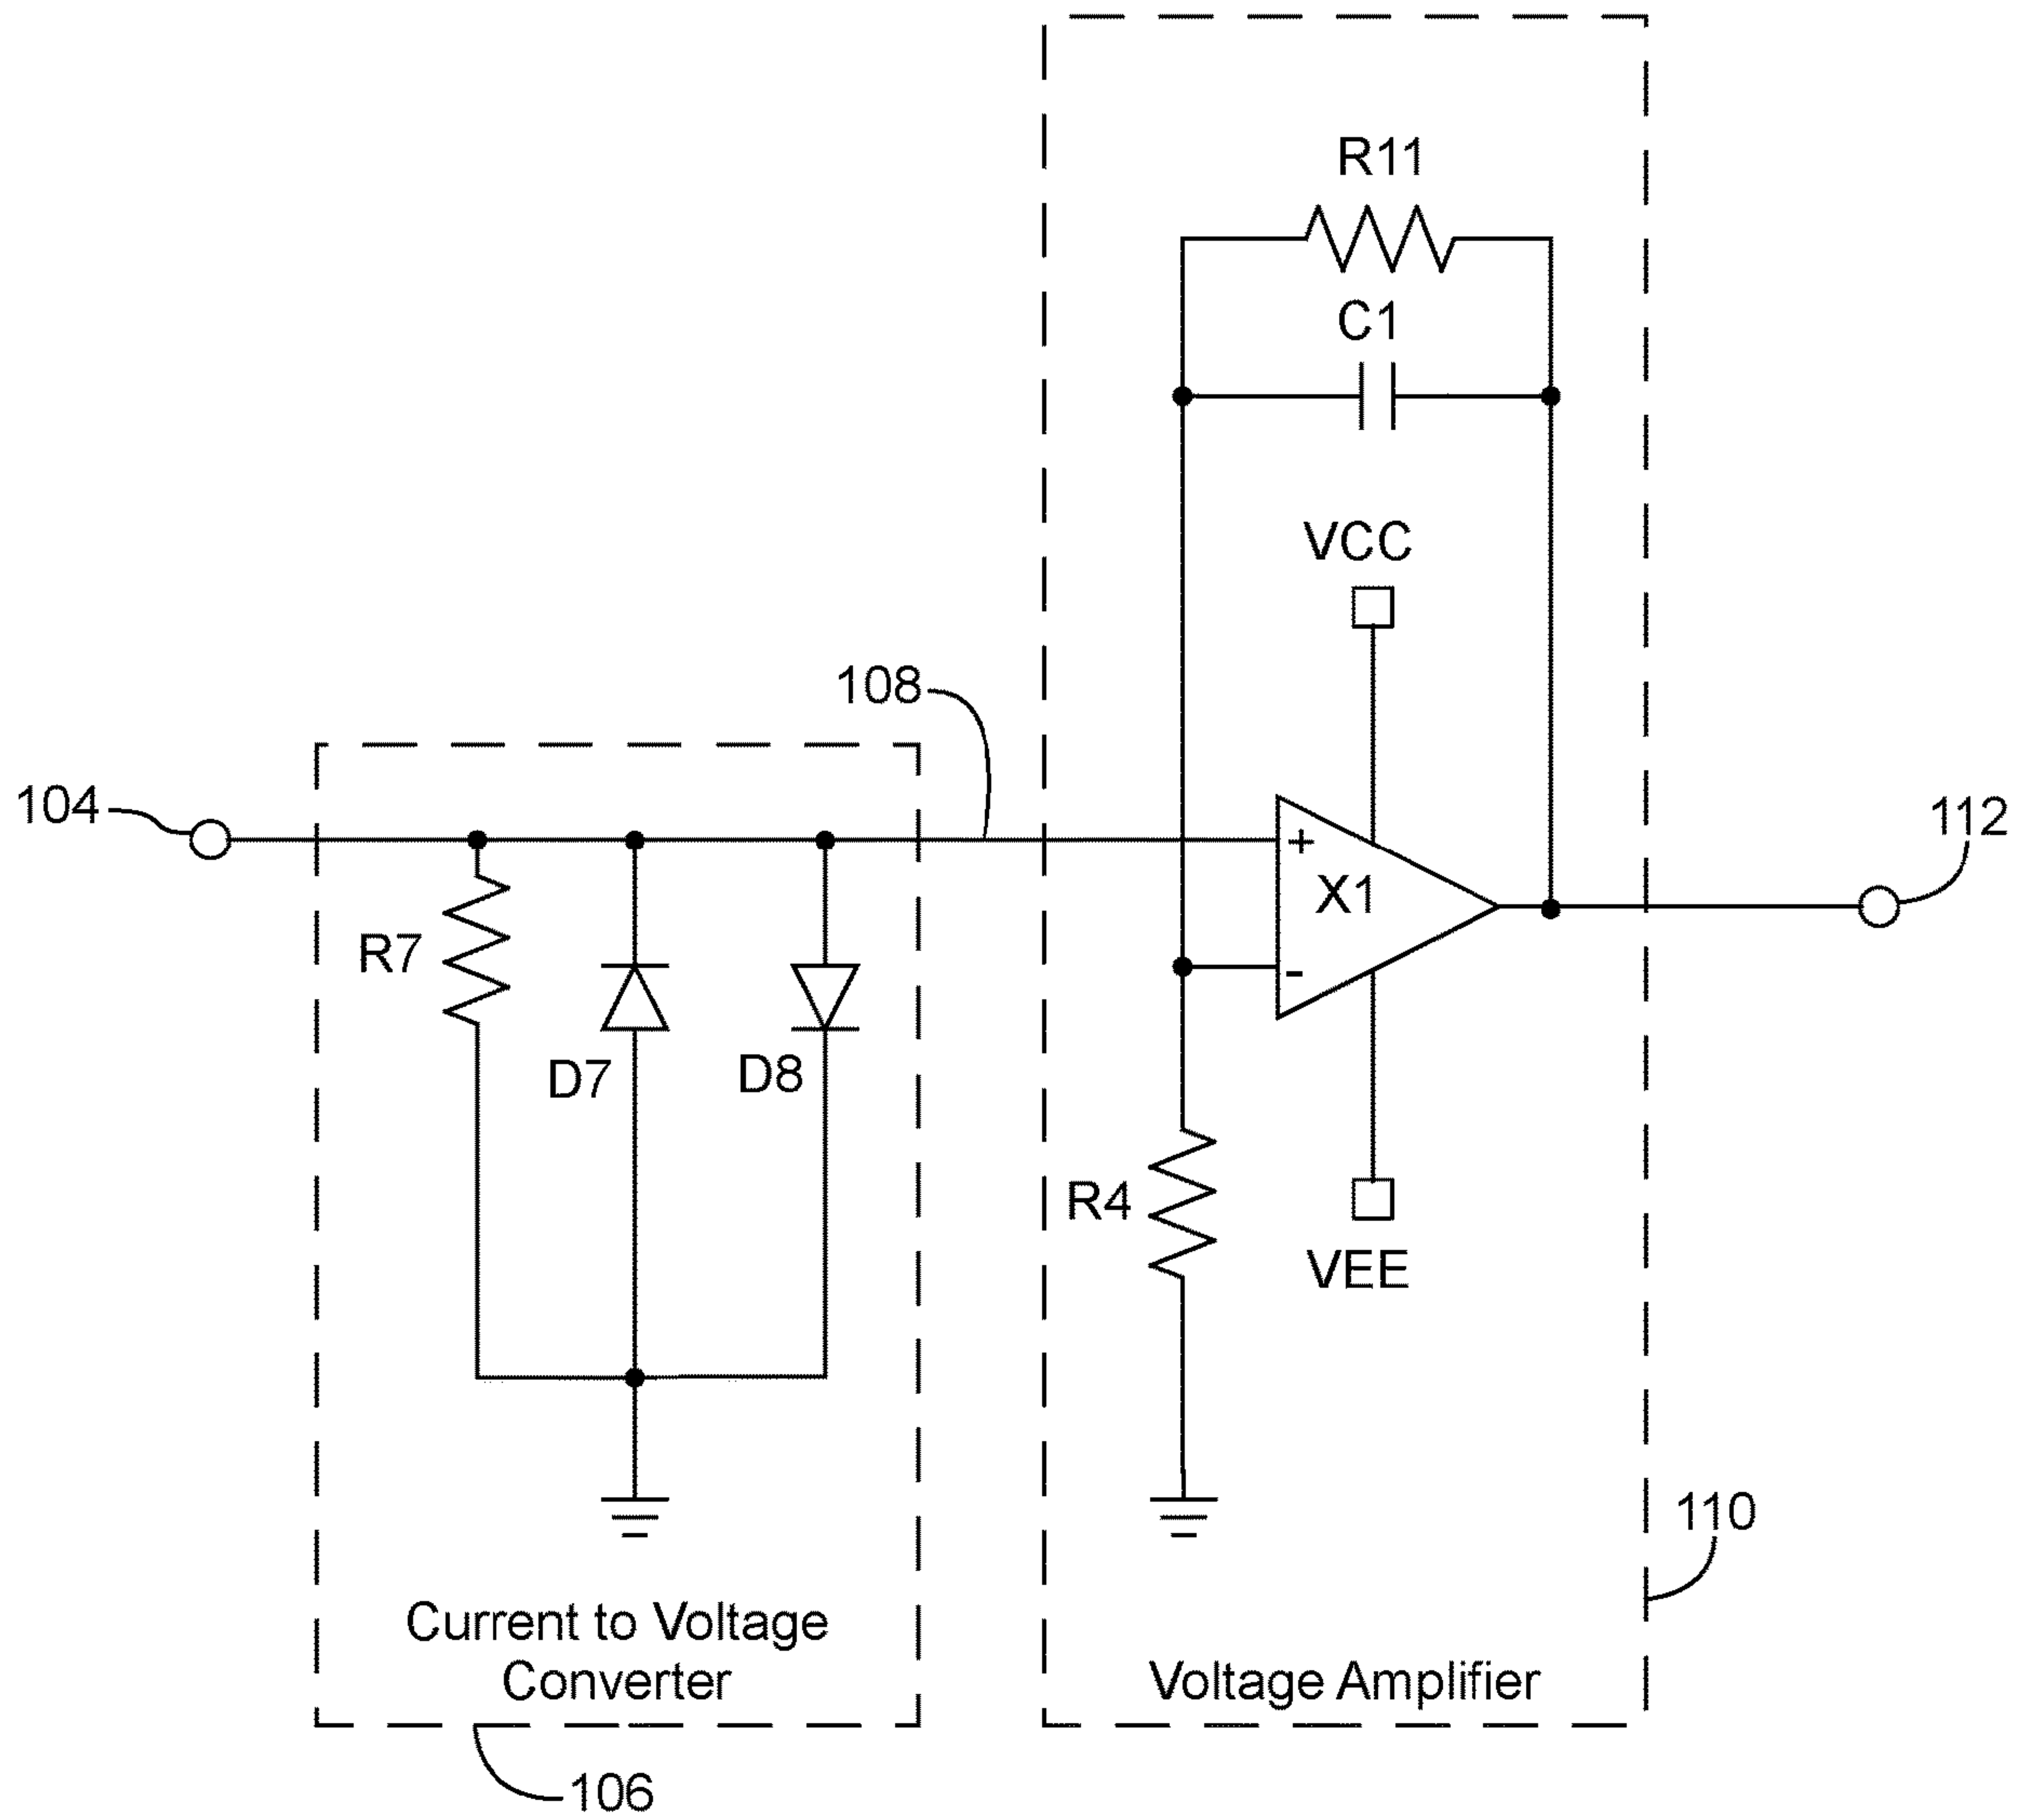 R11
C1
VCC
108
104
112
+
X1
R7
-
D7
D8
R4
VEE
110
Current to Voltage
Converter
Voltage Amplifier
106